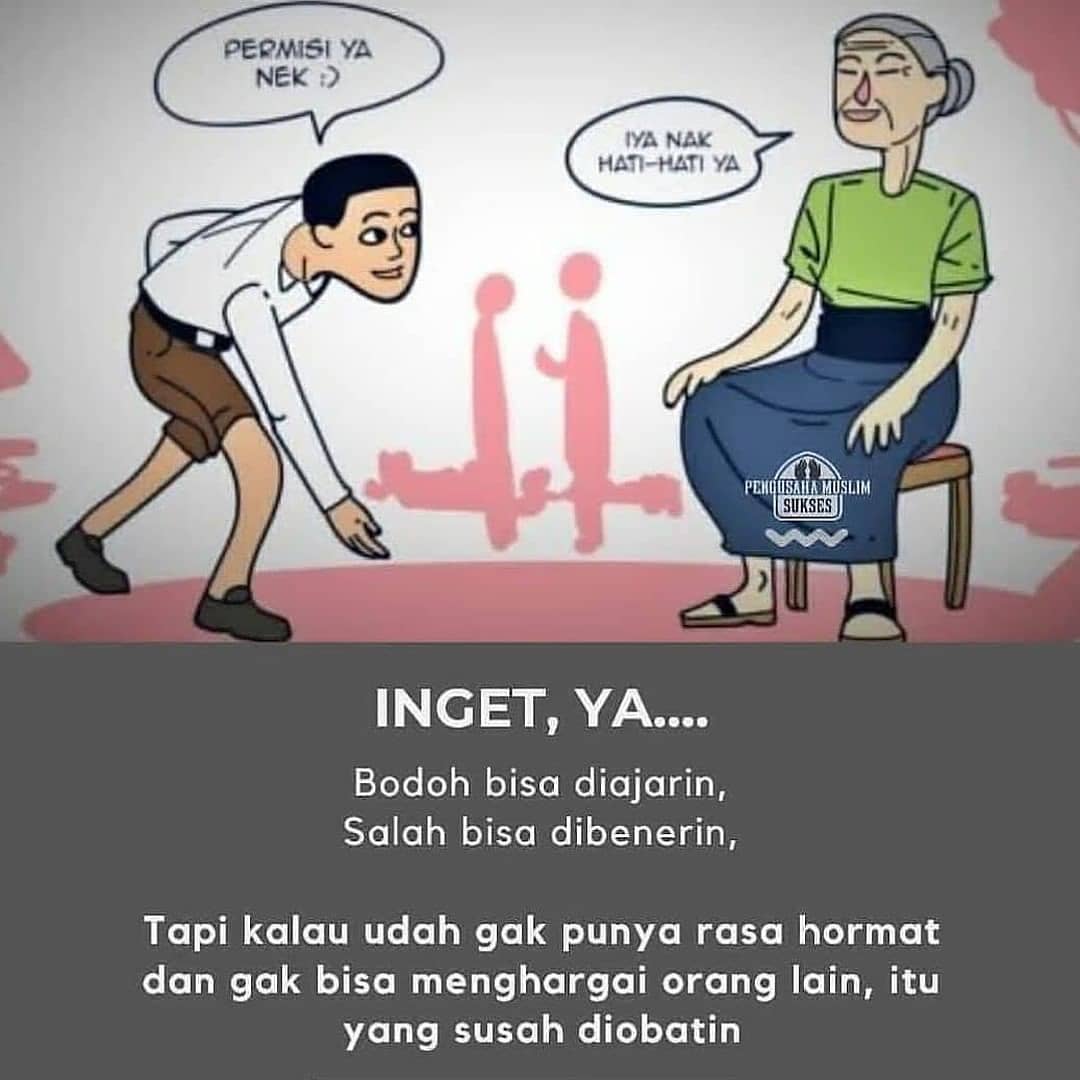 PERMISI YA
NEK :)
IYA NAK
HATI-HATI YA
PENGUSAHA MUSLIM
SUKSES
INGET, YA....
Bodoh bisa diajarin,
Salah bisa dibenerin,
Tapi kalau udah gak punya rasa hormat
dan gak bisa menghargai orang lain, itu
yang susah diobatin